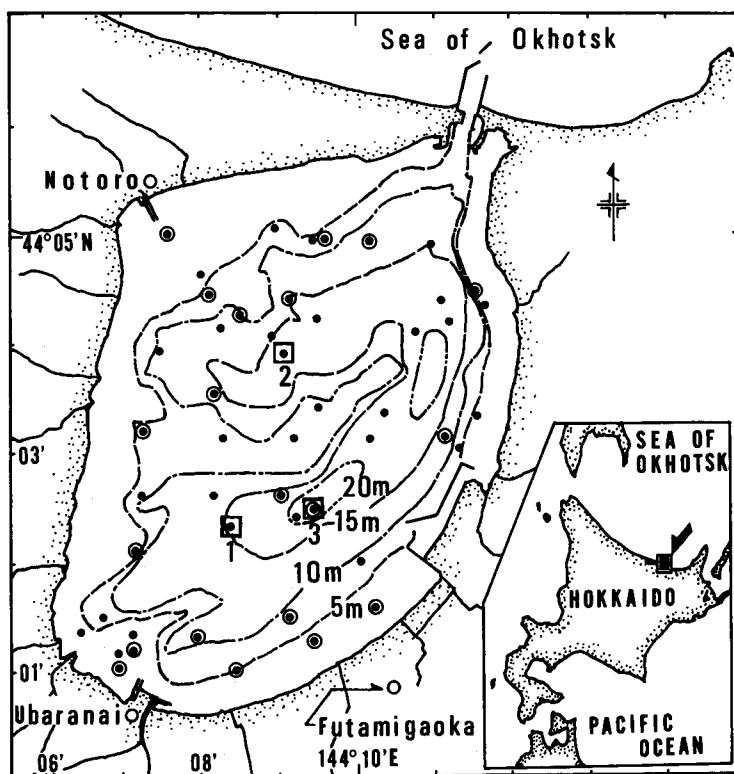 Sea of Okhotsk
Notoro
44°05'N
2
03'
20m
15m
3
1
10m
5m
01'
Ubaranai
Futamigaoka
06'
08'
144°10'E
SEA OF
OKHOTSK
HOKKAIDO
PACIFIC
OCEAN